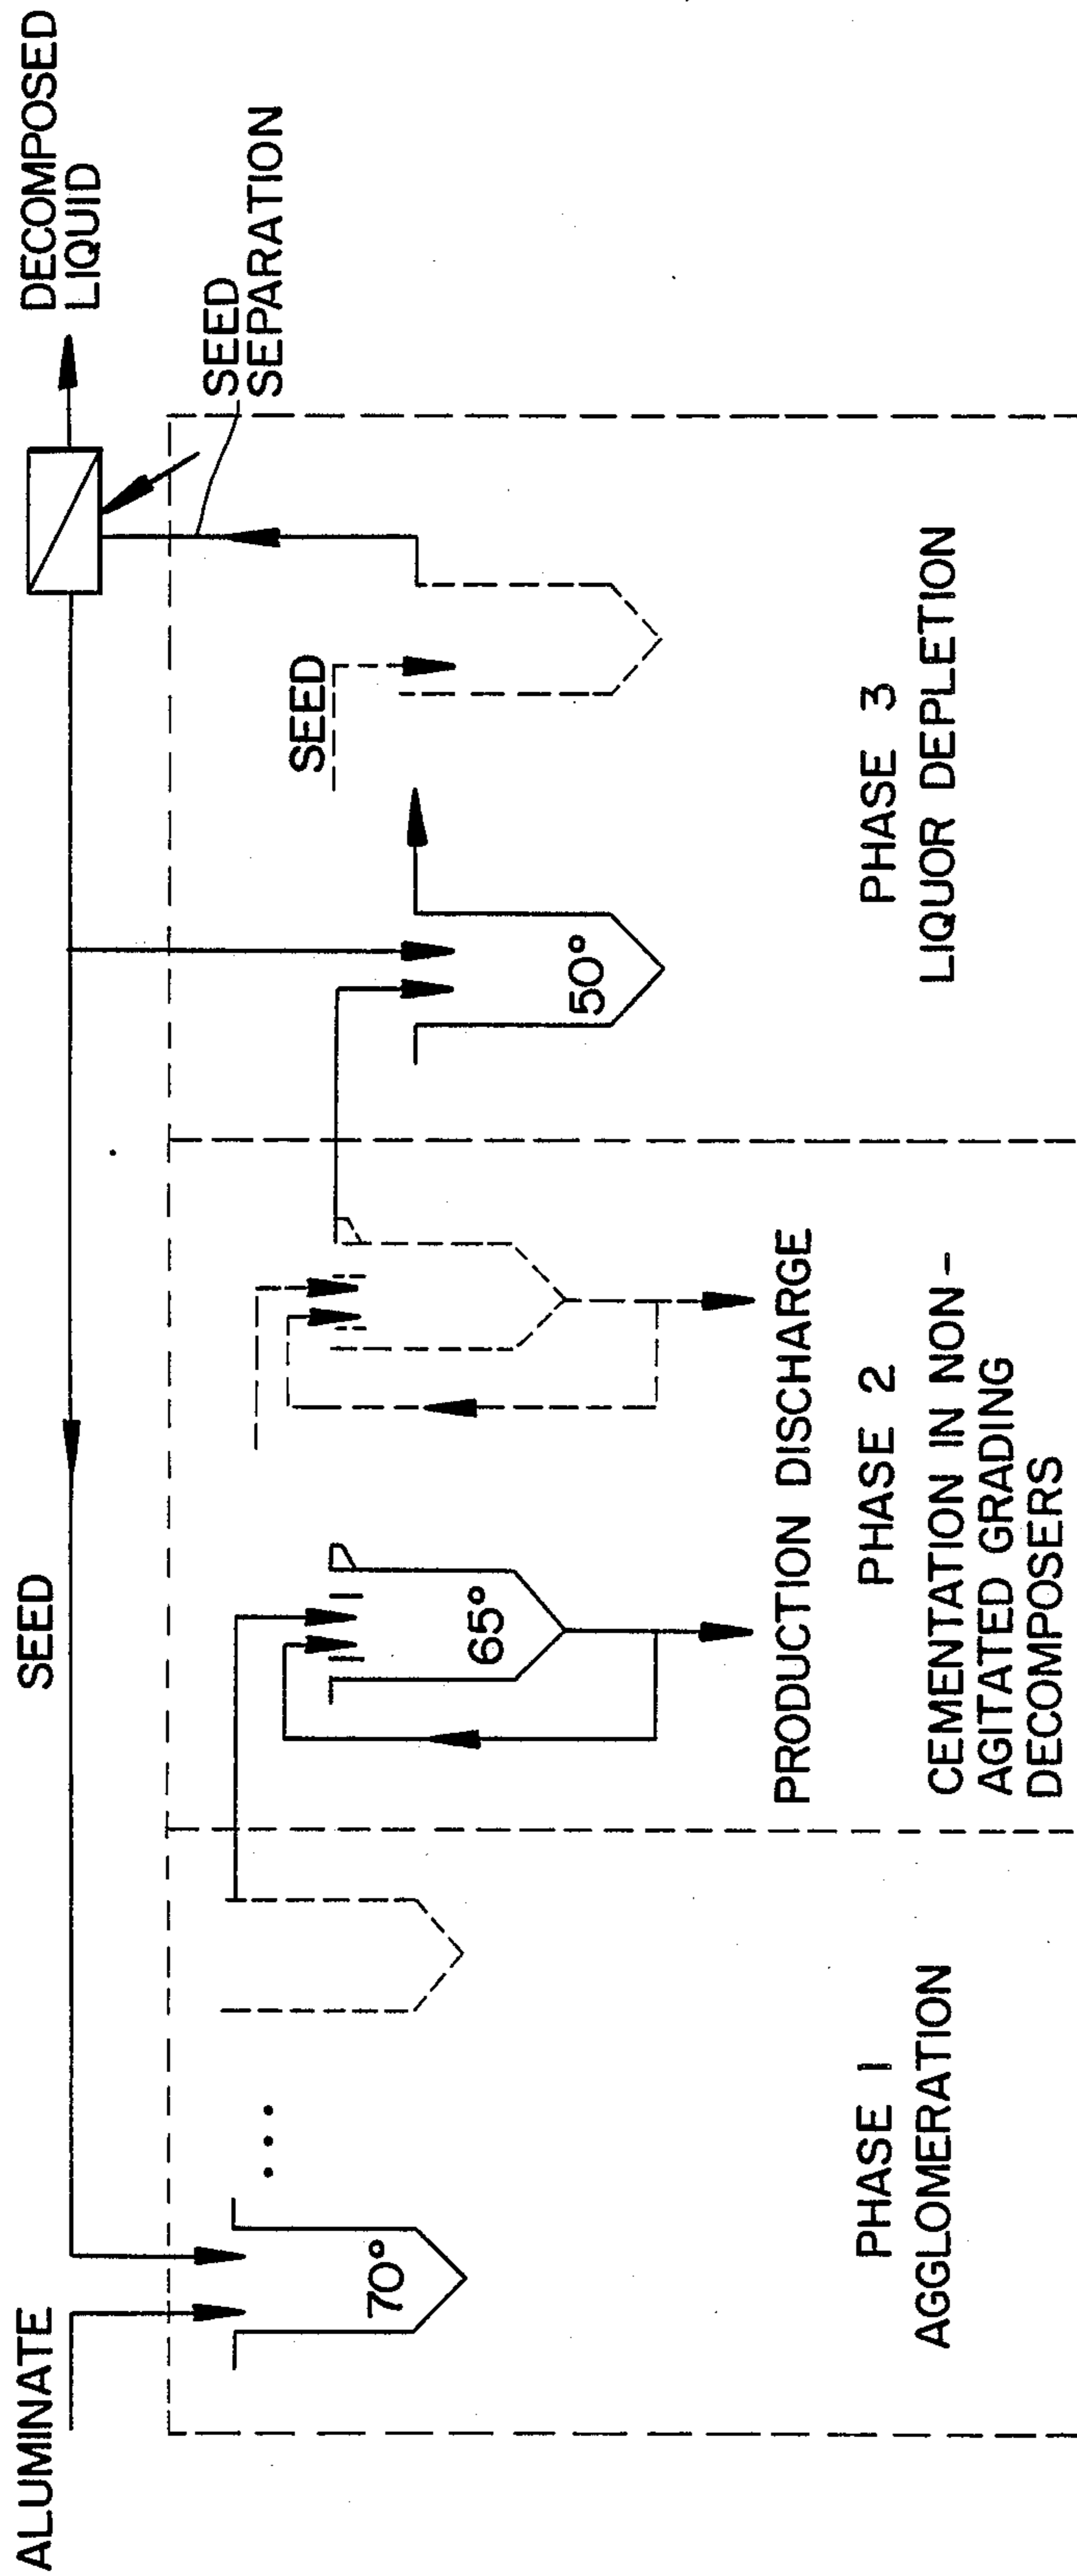 ALUMINATE
SEED
DECOMPOSED
LIQUID
SEED
SEPARATION
70°
65°
50°
SEED
PRODUCTION DISCHARGE
PHASE 1
AGGLOMERATION
PHASE 2
CEMENTATION IN NON-
AGITATED GRADING
DECOMPOSERS
PHASE 3
LIQUOR DEPLETION